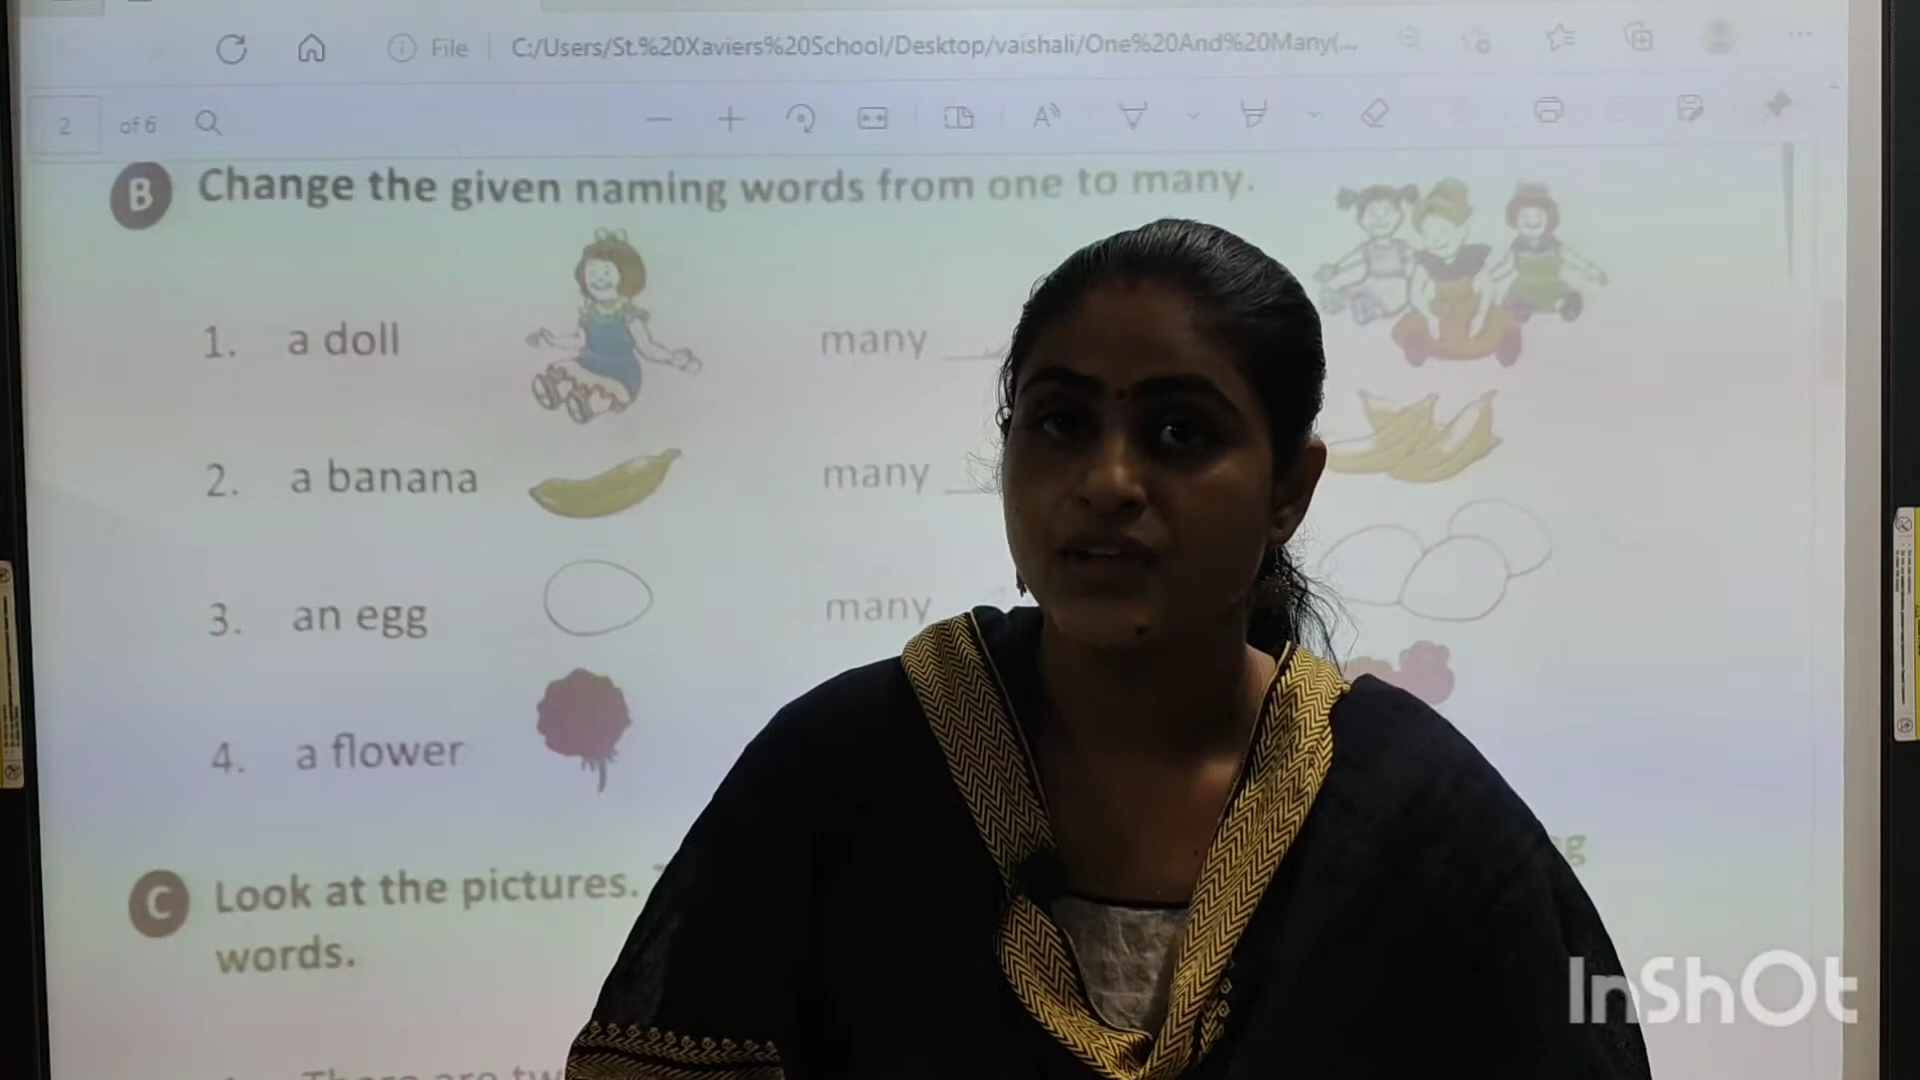 File C:/Users/St.%20Xaviers%20School/Desktop/vaishali/One%20And%20Many(...
2 of 6
B Change the given naming words from one to many.
1. a doll many
2. a banana many
3. an egg many
4. a flower
C Look at the pictures.
words.
There are
InShOt